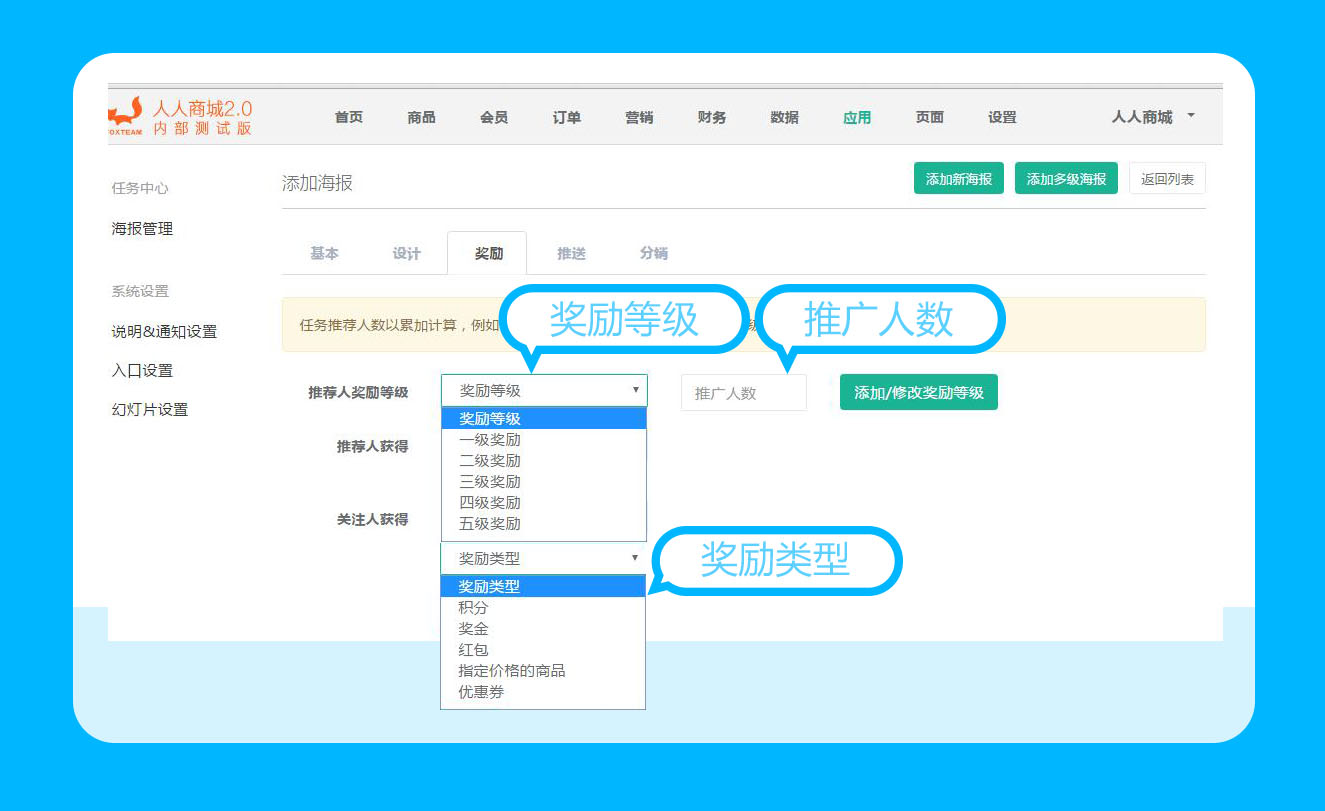 人人商城2.0
内部测试版
OXTEAM
首页 商品 会员 订单 营销 财务 数据 应用 页面 设置 人人商城
任务中心
海报管理
系统设置
说明&通知设置
入口设置
幻灯片设置
添加海报 添加新海报 添加多级海报 返回列表
基本 设计 奖励 推送 分销
任务推荐人数以累加计算，例如
奖励等级 推广人数
推荐人奖励等级 奖励等级 推广人数 添加/修改奖励等级
奖励等级
一级奖励
二级奖励
三级奖励
四级奖励
五级奖励
推荐人获得
关注人获得
奖励类型
奖励类型
奖励类型
积分
奖金
红包
指定价格的商品
优惠券